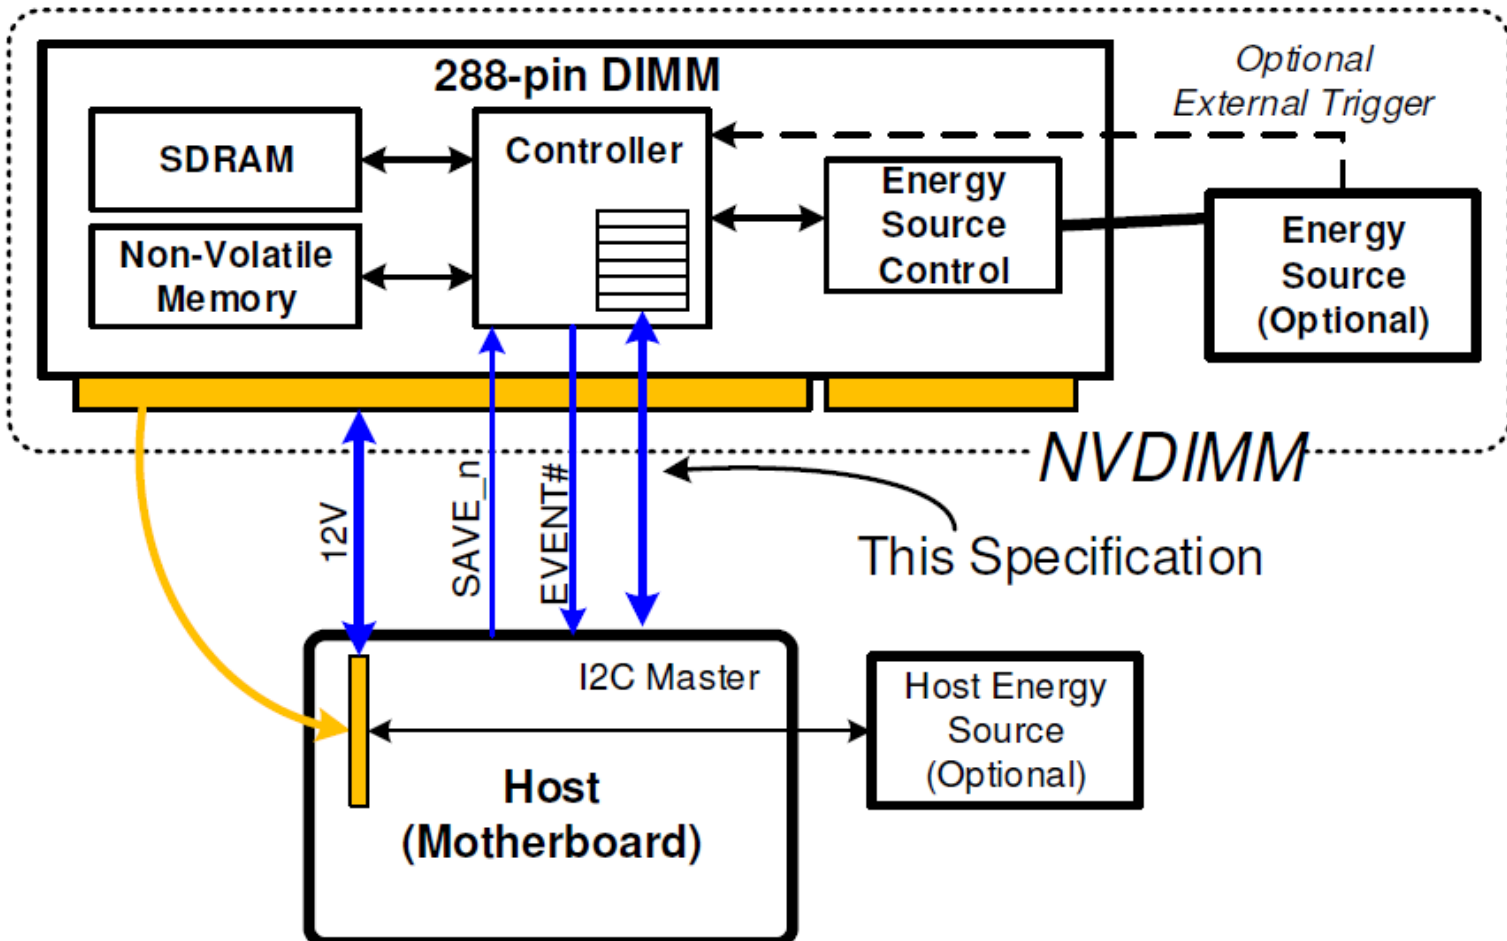 288-pin DIMM
Optional
External Trigger
SDRAM
Controller
Non-Volatile
Memory
Energy
Source
Control
Energy
Source
(Optional)
NVDIMM
12V
SAVE_n
EVENT#
This Specification
I2C Master
Host
(Motherboard)
Host Energy
Source
(Optional)